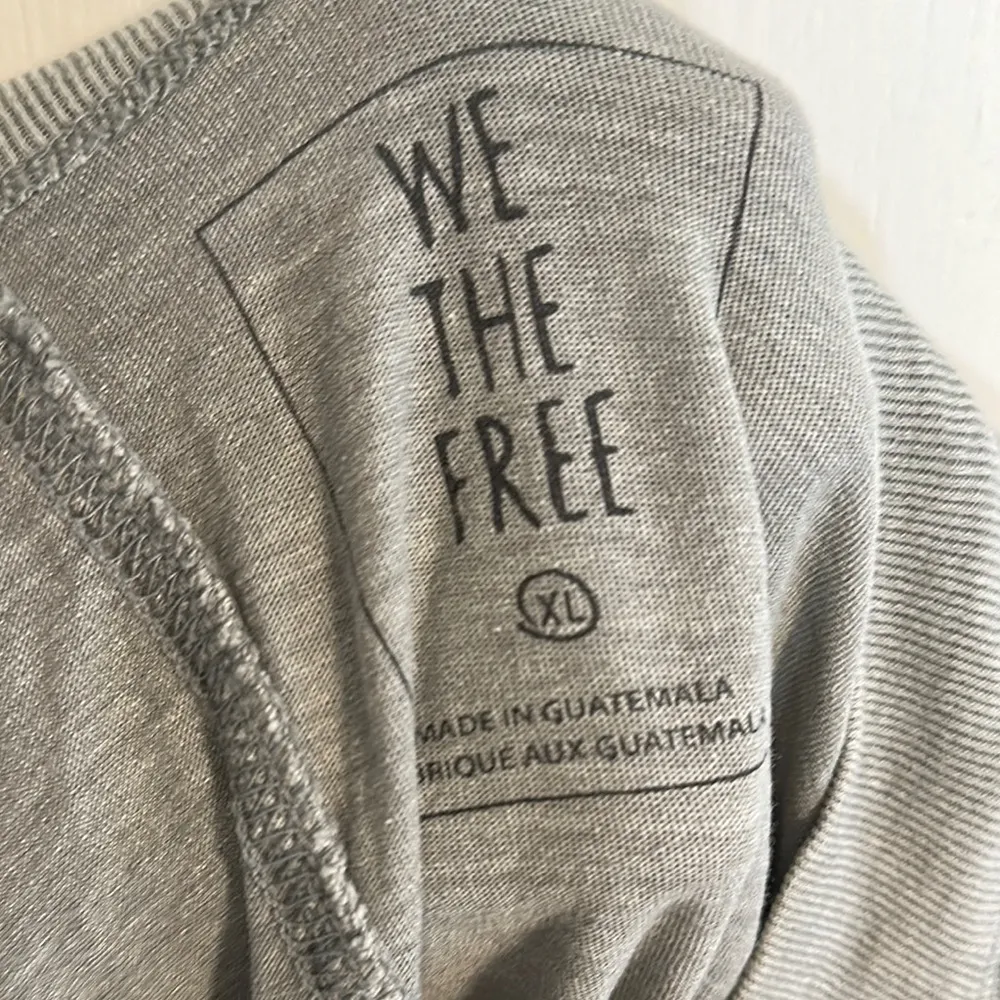 WE
THE
FREE
XL
MADE IN GUATEMALA
BRIQUE AUX GUATEMALA